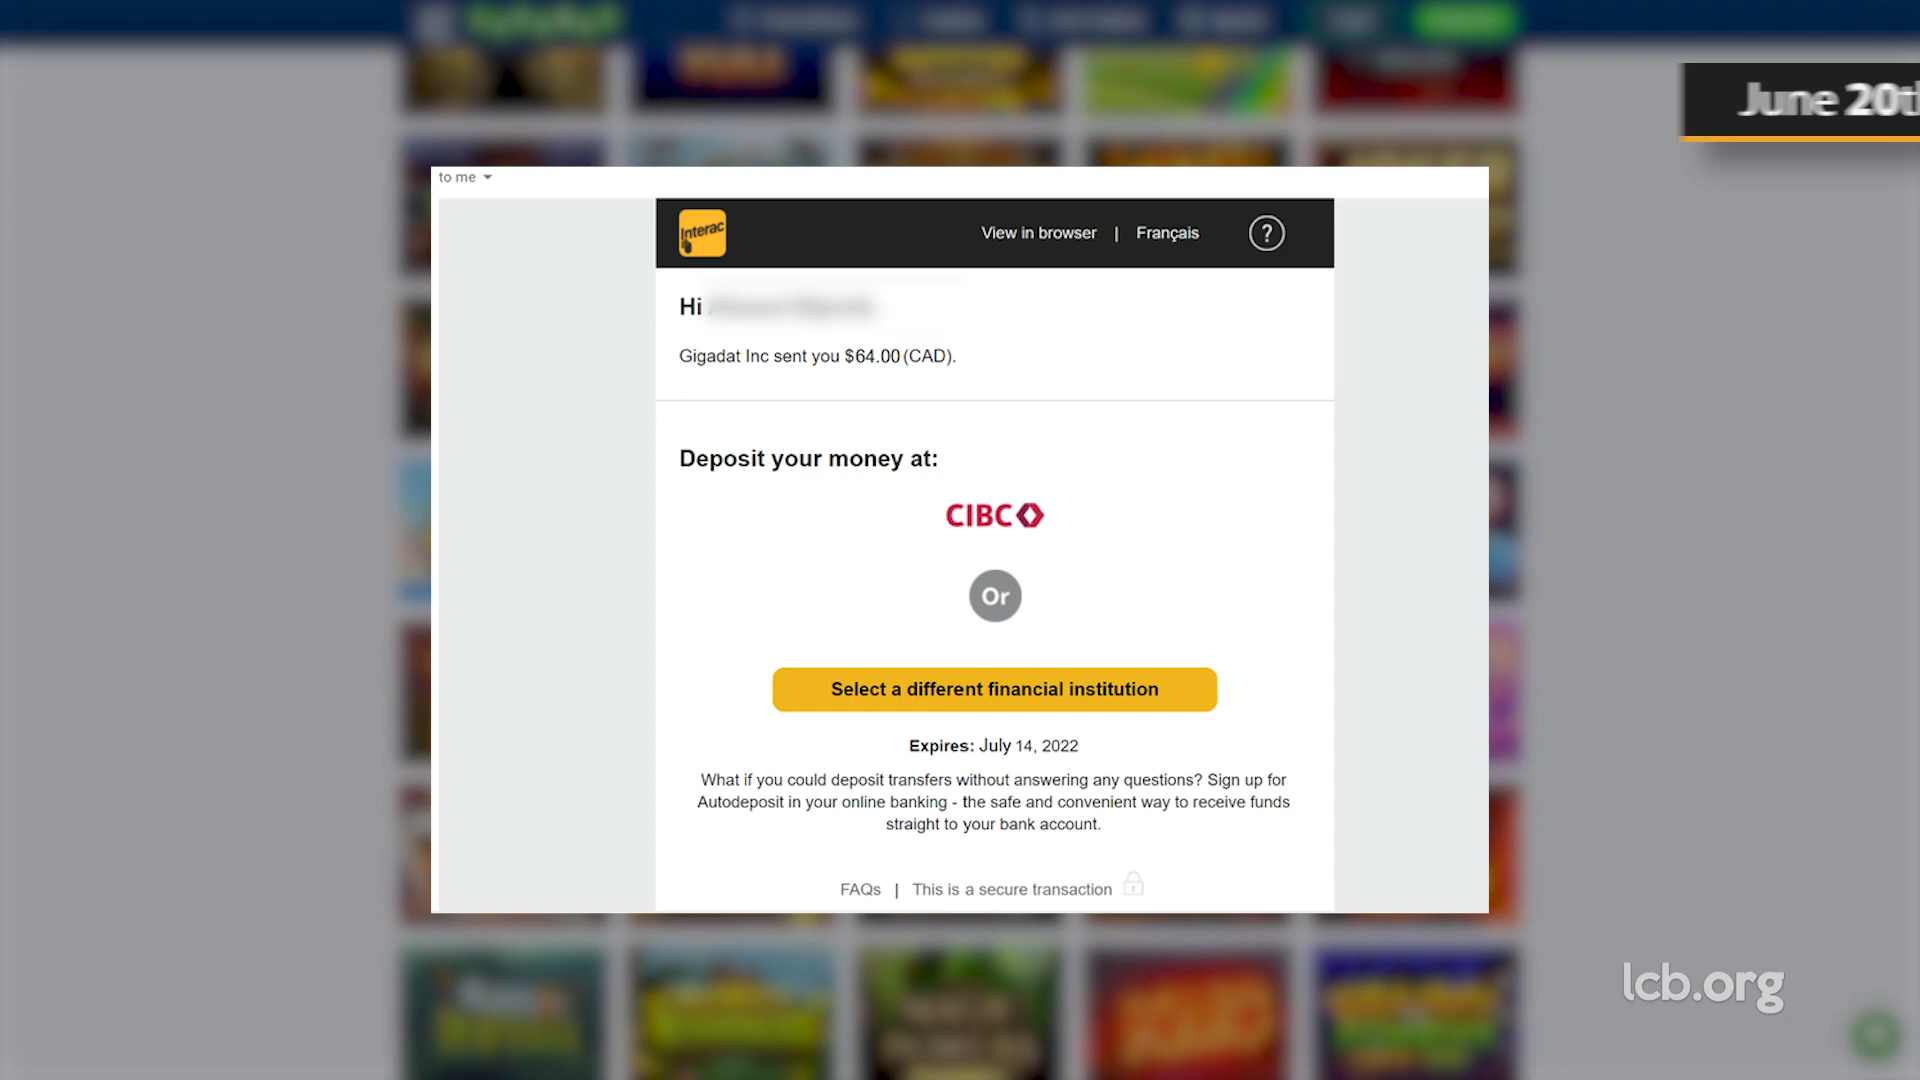 June 20th
to me
Interac
View in browser | Français
?
Hi
Gigadat Inc sent you $64.00 (CAD).
Deposit your money at:
CIBC
Or
Select a different financial institution
Expires: July 14, 2022
What if you could deposit transfers without answering any questions? Sign up for
Autodeposit in your online banking - the safe and convenient way to receive funds
straight to your bank account.
FAQs | This is a secure transaction
lcb.org